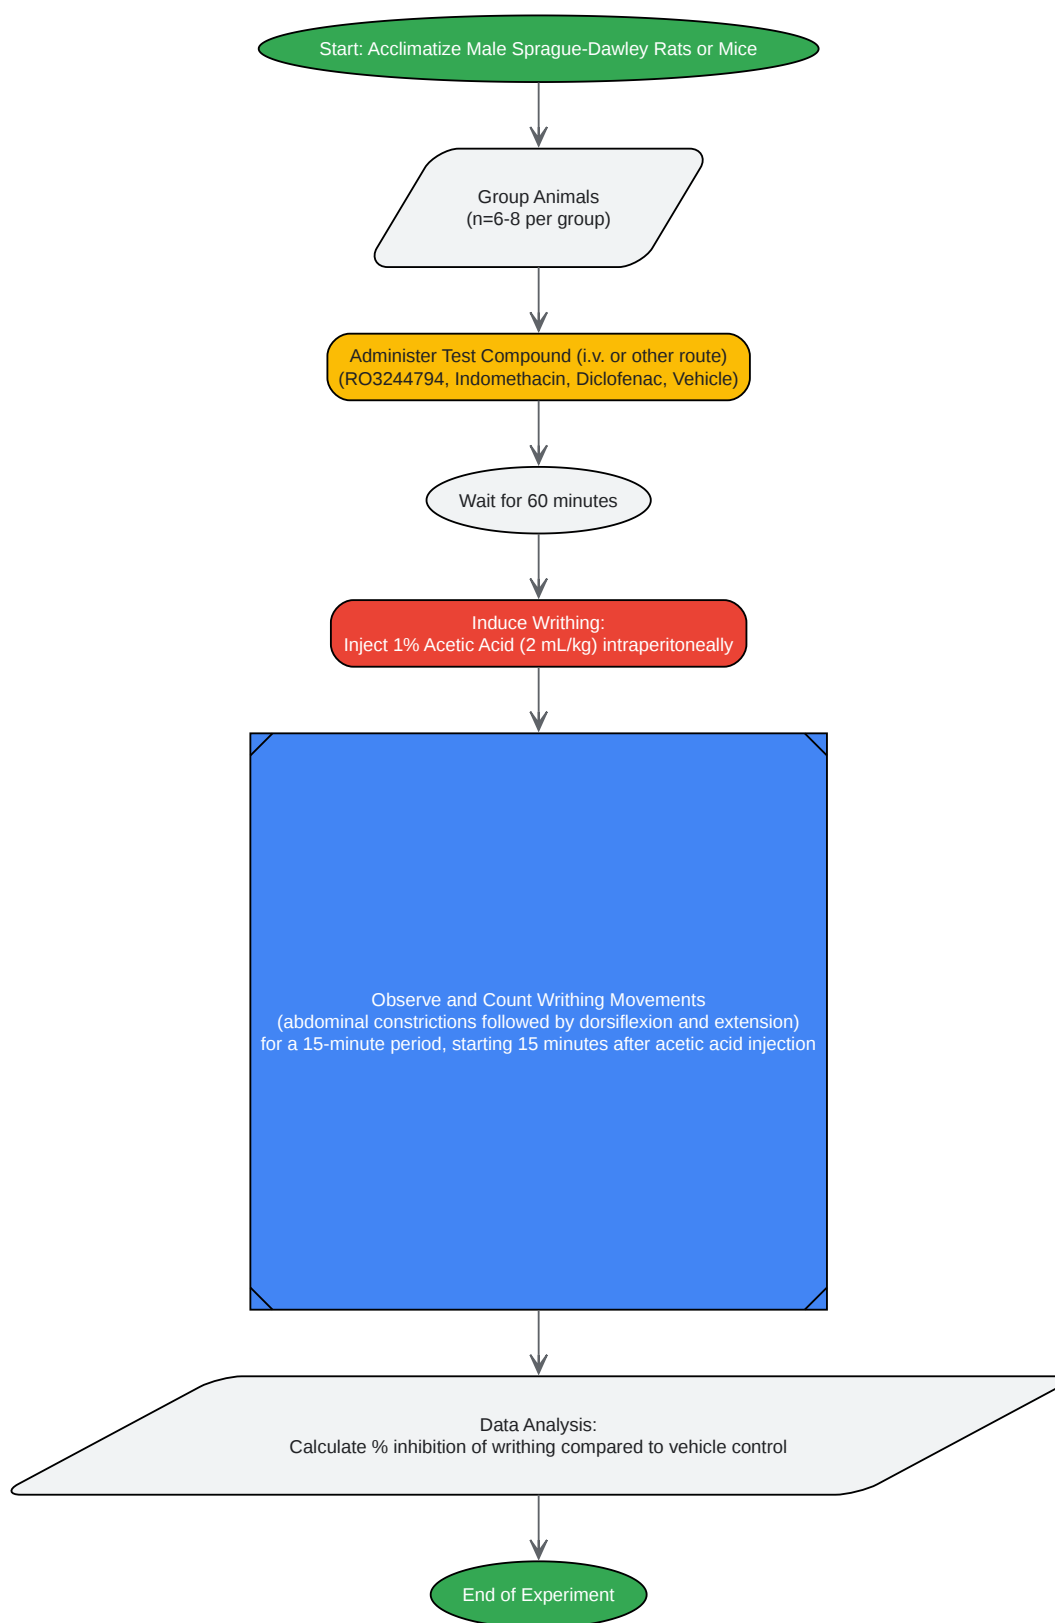 Start: Acclimatize Male Sprague-Dawley Rats or Mice
Group Animals
(n=6-8 per group)
Administer Test Compound (i.v. or other route)
(RO3244794, Indomethacin, Diclofenac, Vehicle)
Wait for 60 minutes
Induce Writhing:
Inject 1% Acetic Acid (2 mL/kg) intraperitoneally
Observe and Count Writhing Movements
(abdominal constrictions followed by dorsiflexion and extension)
for a 15-minute period, starting 15 minutes after acetic acid injection
Data Analysis:
Calculate % inhibition of writhing compared to vehicle control
End of Experiment